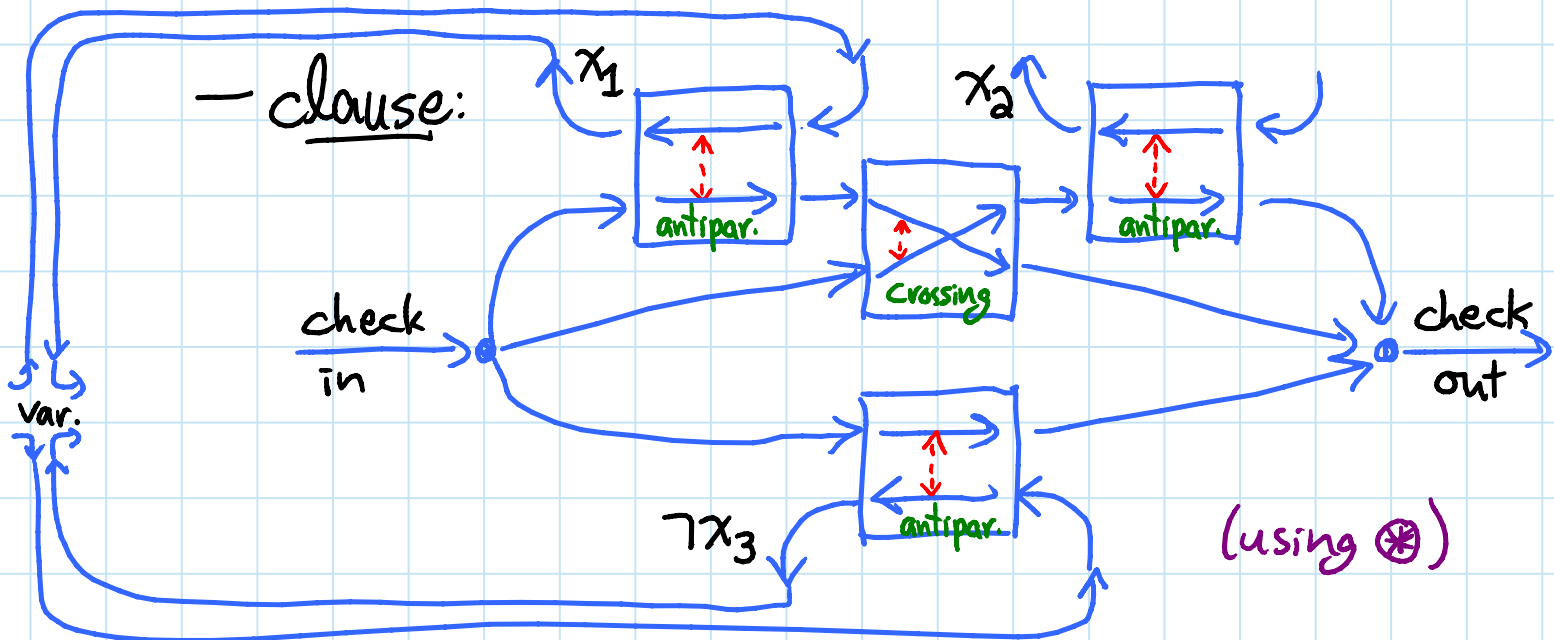 x₁
x₂
— clause:
antipar.
antipar.
crossing
check
in
check
out
var.
antipar.
¬x₃
(using ⊛)